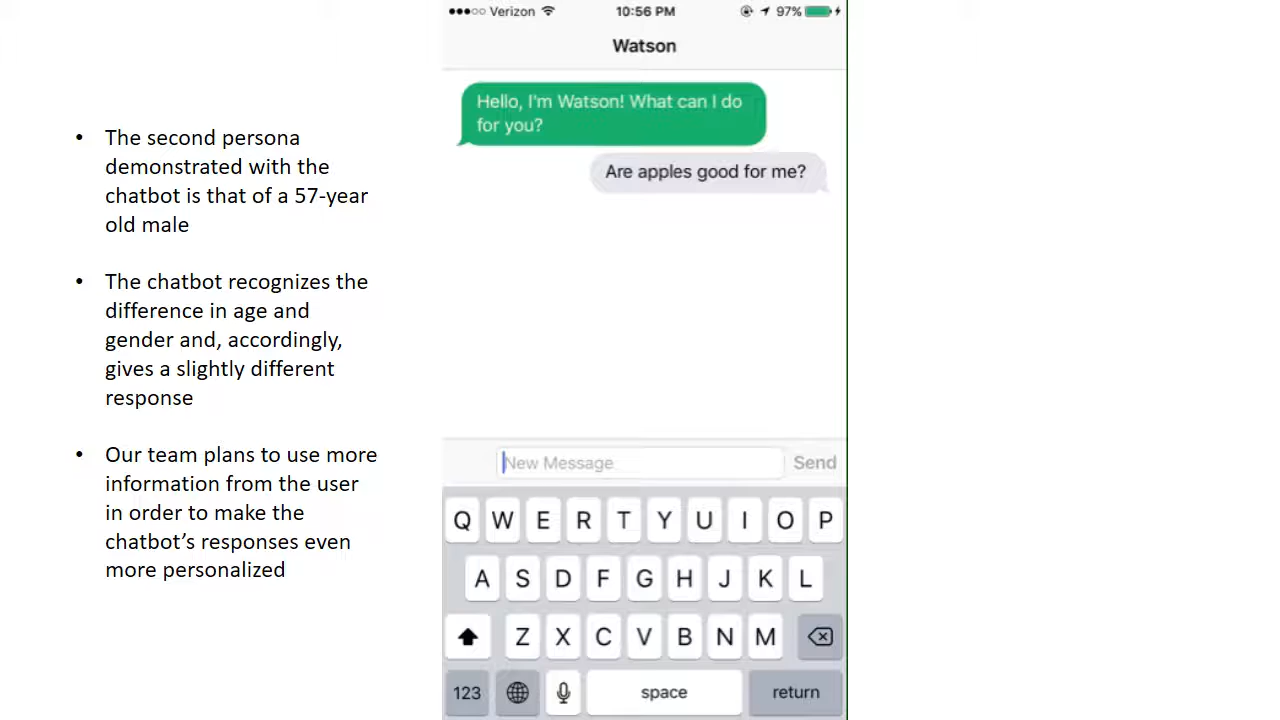 • The second persona
demonstrated with the
chatbot is that of a 57-year
old male
• The chatbot recognizes the
difference in age and
gender and, accordingly,
gives a slightly different
response
• Our team plans to use more
information from the user
in order to make the
chatbot’s responses even
more personalized
Verizon 10:56 PM 97%
Watson
Hello, I'm Watson! What can I do
for you?
Are apples good for me?
New Message Send
Q W E R T Y U I O P
A S D F G H J K L
Z X C V B N M
123 space return